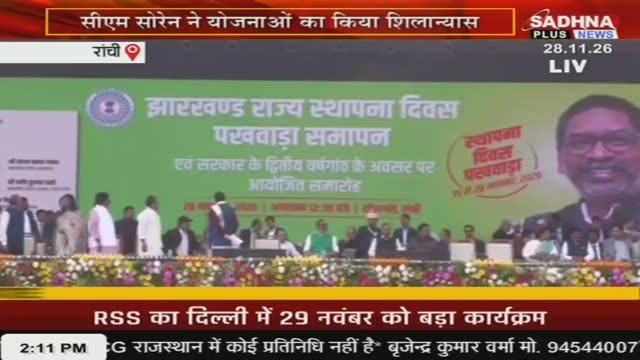 सीएम सोरेन ने योजनाओं का किया शिलान्यास
SADHNA
PLUS NEWS
28.11.26
LIV
रांची
झारखण्ड राज्य स्थापना दिवस
पखवाड़ा समापन
एवं सरकार के द्वितीय वर्षगांठ के अवसर पर
आयोजित समारोह
स्थापना
दिवस
पखवाड़ा
RSS का दिल्ली में 29 नवंबर को बड़ा कार्यक्रम
2:11 PM
CG राजस्थान में कोई प्रतिनिधि नहीं है* बृजेन्द्र कुमार वर्मा मो. 94544007